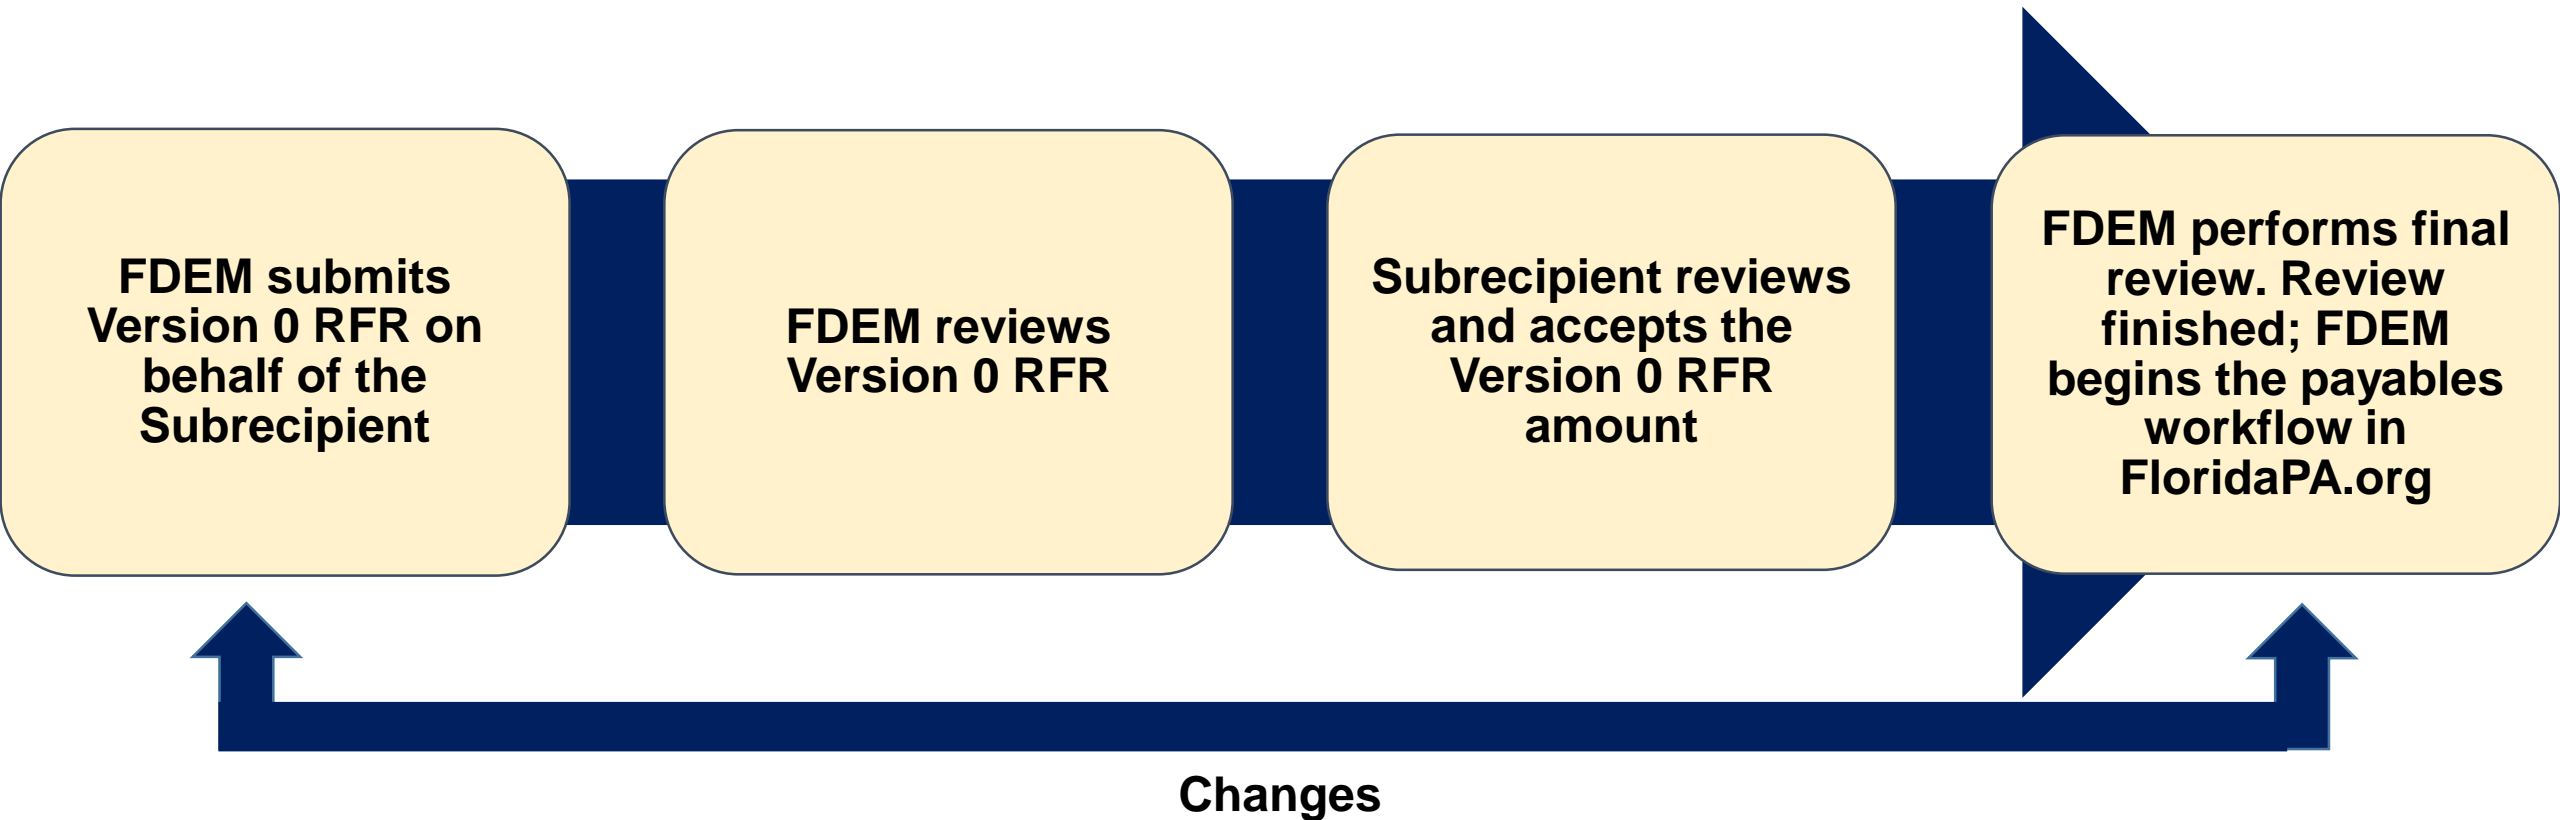 FDEM submits
Version 0 RFR on
behalf of the
Subrecipient
FDEM reviews
Version 0 RFR
Subrecipient reviews
and accepts the
Version 0 RFR
amount
FDEM performs final
review. Review
finished; FDEM
begins the payables
workflow in
FloridaPA.org
Changes